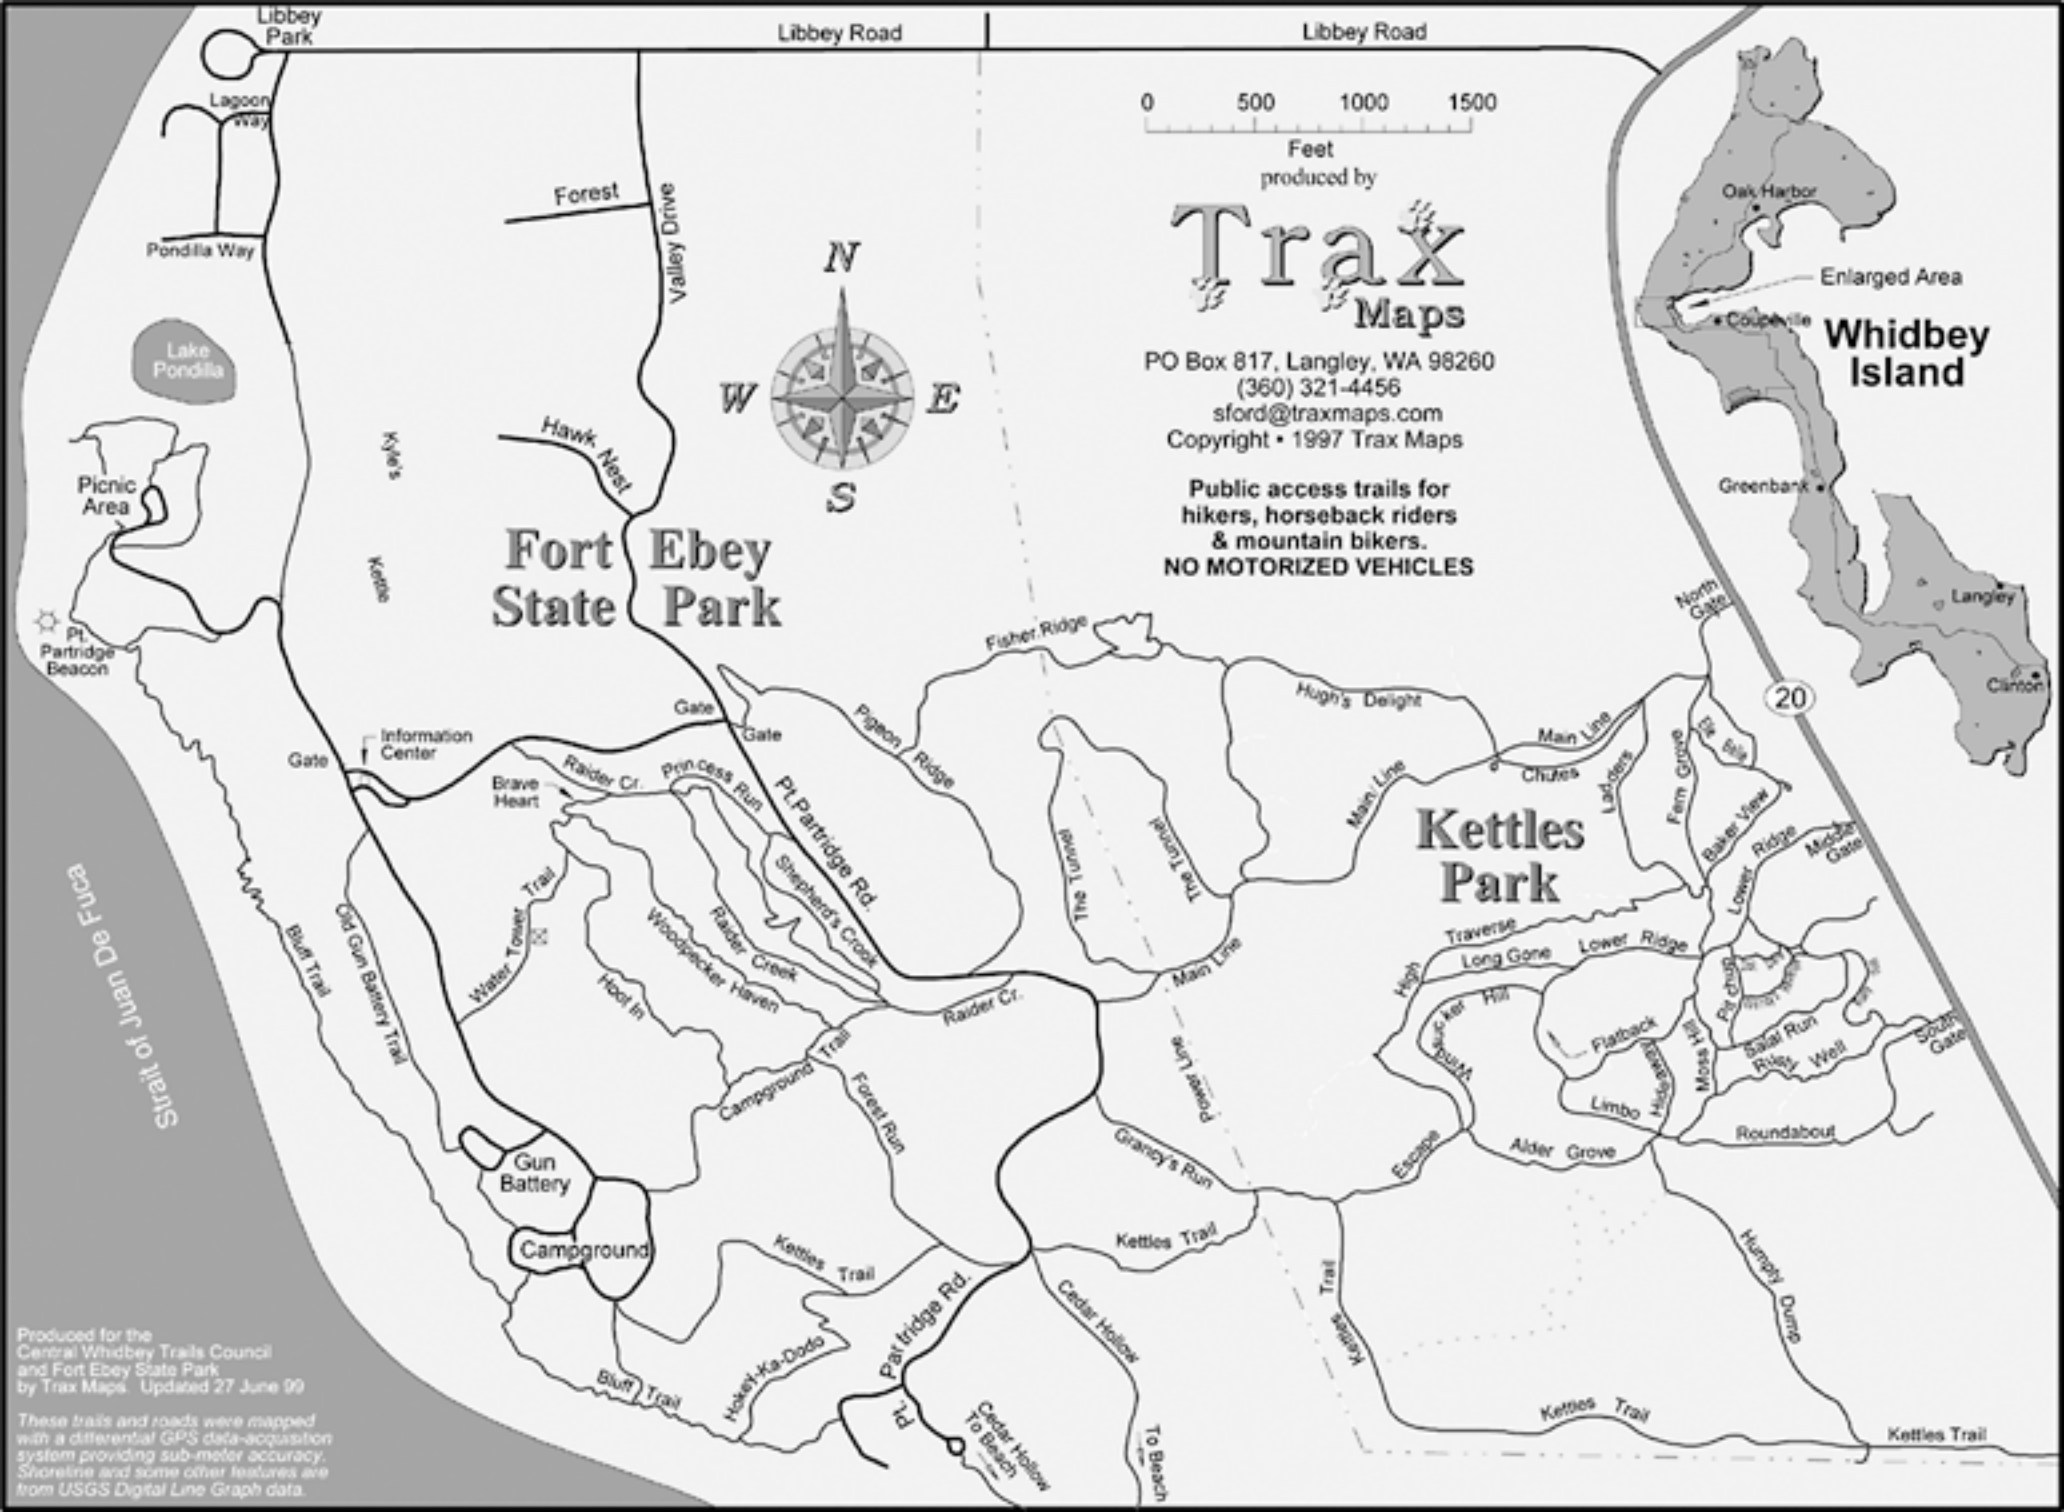 Libbey
Park
Libbey Road
Libbey Road
Lagoon
Way
0 500 1000 1500
Feet
produced by
Trax
Maps
PO Box 817, Langley, WA 98260
(360) 321-4456
sford@traxmaps.com
Copyright • 1997 Trax Maps
Public access trails for
hikers, horseback riders
& mountain bikers.
NO MOTORIZED VEHICLES
Oak Harbor
Enlarged Area
Coupeville
Whidbey
Island
Greenbank
Langley
Clinton
Forest
Valley Drive
Pondilla Way
N
W E
S
Lake
Pondilla
Kyle's
Kettle
Hawk Nest
Picnic
Area
Fort Ebey
State Park
Pt.
Partridge
Beacon
North
Gate
20
Fisher Ridge
Hugh's Delight
Pigeon Ridge
Gate
Gate
Information
Center
Gate
Main Line
Chutes
Ladders
Fern Grove
Baker View
Main Line
Kettles
Park
Raider Cr.
Princess Run
Brave
Heart
Pt. Partridge Rd.
Shepherd's Crook
The Tunnel
The Tunnel
Lower Ridge
Middle
Gate
Water Tower Trail
Woodpecker Haven
Raider Creek
Hoot In
Raider Cr.
Main Line
High Traverse
Long Gone
Lower Ridge
Windsucker Hill
Flatback
Hideaway
Limbo
Moss Hill
Pit chung
Salal Run
Rusty Well
South
Gate
Roundabout
Alder Grove
Escape
Strait of Juan De Fuca
Bluff Trail
Old Gun Battery Trail
Campground Trail
Forest Run
Power Line
Grancy's Run
Kettles Trail
Gun
Battery
Campground
Kettles Trail
Kettles Trail
Humpty Dump
Cedar Hollow
Pt. Partridge Rd.
Hokey-Ka-Dodo
Bluff Trail
Cedar Hollow
To Beach
To Beach
Kettles Trail
Kettles Trail
Produced for the
Central Whidbey Trails Council
and Fort Ebey State Park
by Trax Maps. Updated 27 June 99
These trails and roads were mapped
with a differential GPS data-acquisition
system providing sub-meter accuracy.
Shoreline and some other features are
from USGS Digital Line Graph data.